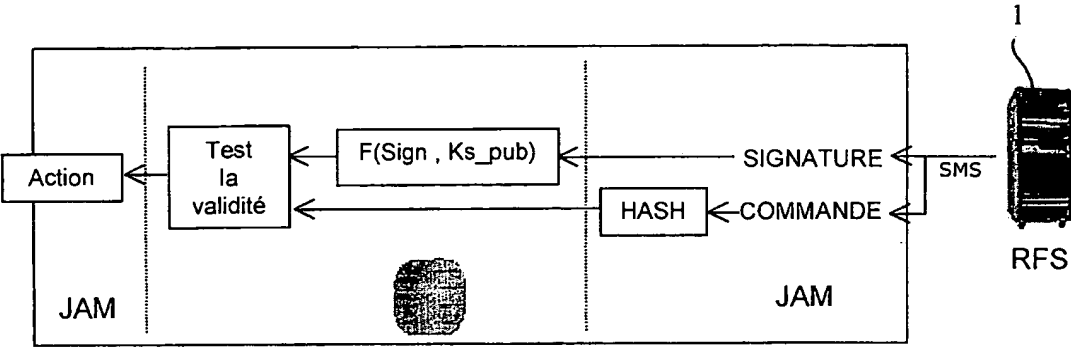 1
Action
Test
la
validité
F(Sign , Ks_pub)
SIGNATURE
SMS
HASH
COMMANDE
RFS
JAM
JAM